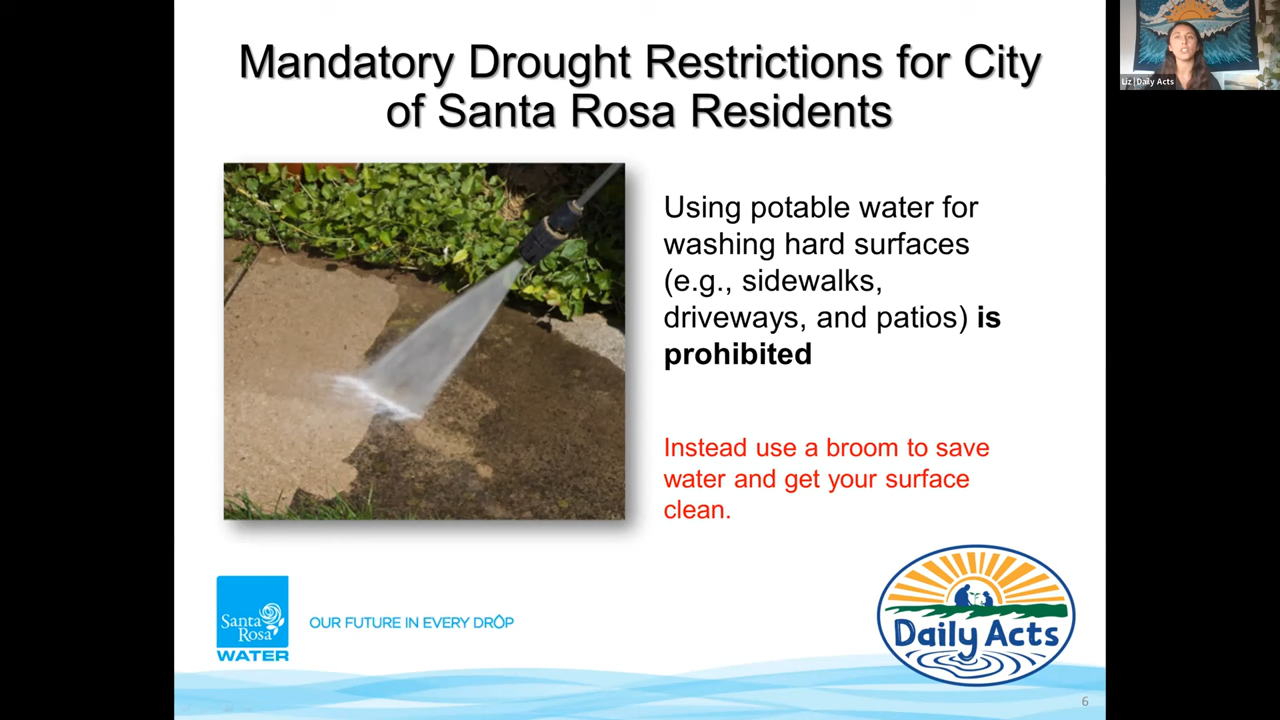 Mandatory Drought Restrictions for City
of Santa Rosa Residents
Liz | Daily Acts
Using potable water for
washing hard surfaces
(e.g., sidewalks,
driveways, and patios) is
prohibited
Instead use a broom to save
water and get your surface
clean.
Santa
Rosa
WATER
OUR FUTURE IN EVERY DROP
Daily Acts
6